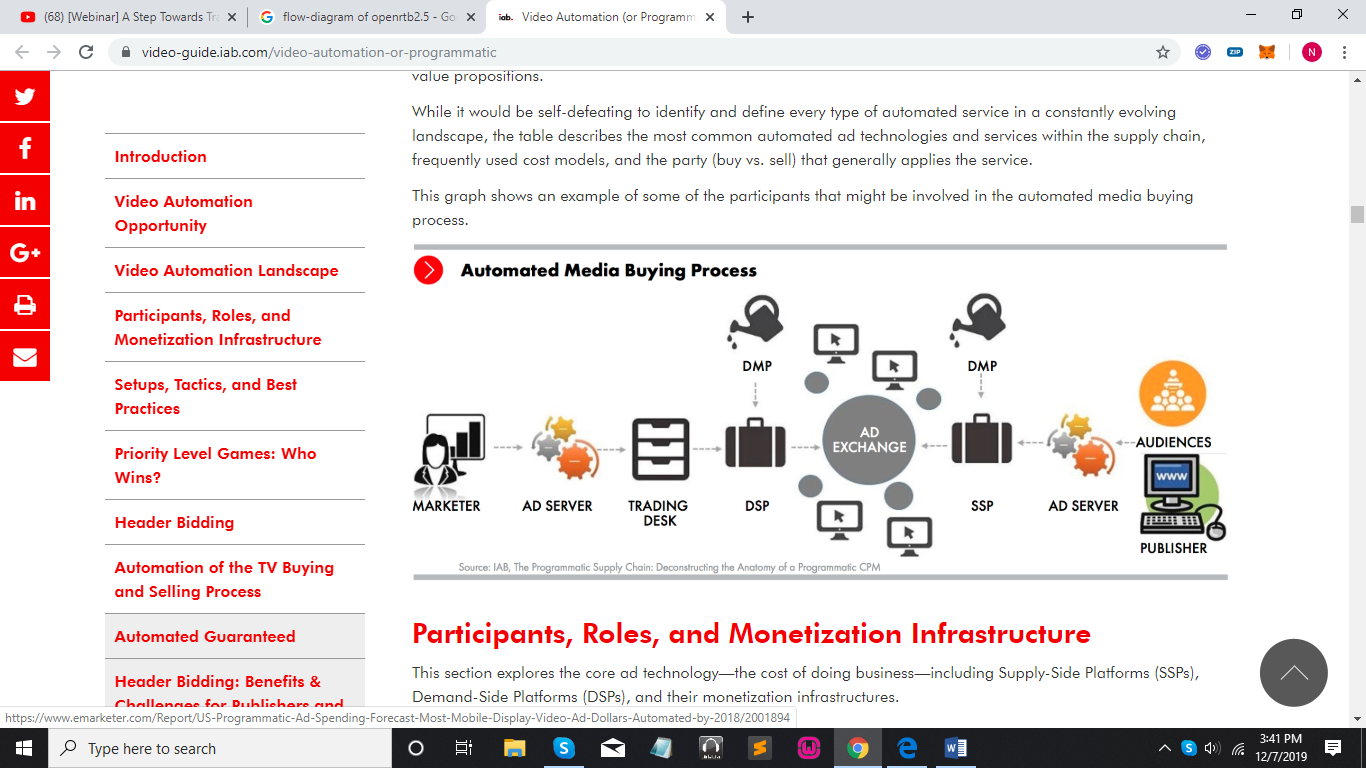 (68) [Webinar] A Step Towards Tr
flow-diagram of openrtb2.5 - Go
iab. Video Automation (or Programm
video-guide.iab.com/video-automation-or-programmatic
ZIP
N
G+
Introduction
Video Automation
Opportunity
Video Automation Landscape
Participants, Roles, and
Monetization Infrastructure
Setups, Tactics, and Best
Practices
Priority Level Games: Who
Wins?
Header Bidding
Automation of the TV Buying
and Selling Process
Automated Guaranteed
Header Bidding: Benefits &
Challenges for Publishers and
value propositions.
While it would be self-defeating to identify and define every type of automated service in a constantly evolving
landscape, the table describes the most common automated ad technologies and services within the supply chain,
frequently used cost models, and the party (buy vs. sell) that generally applies the service.
This graph shows an example of some of the participants that might be involved in the automated media buying
process.
Automated Media Buying Process
DMP
DMP
AD
EXCHANGE
AUDIENCES
WWW
MARKETER
AD SERVER
TRADING
DESK
DSP
SSP
AD SERVER
PUBLISHER
Source: IAB, The Programmatic Supply Chain: Deconstructing the Anatomy of a Programmatic CPM
Participants, Roles, and Monetization Infrastructure
This section explores the core ad technology—the cost of doing business—including Supply-Side Platforms (SSPs),
Demand-Side Platforms (DSPs), and their monetization infrastructures.
https://www.emarketer.com/Report/US-Programmatic-Ad-Spending-Forecast-Most-Mobile-Display-Video-Ad-Dollars-Automated-by-2018/2001894
Type here to search
3:41 PM
12/7/2019